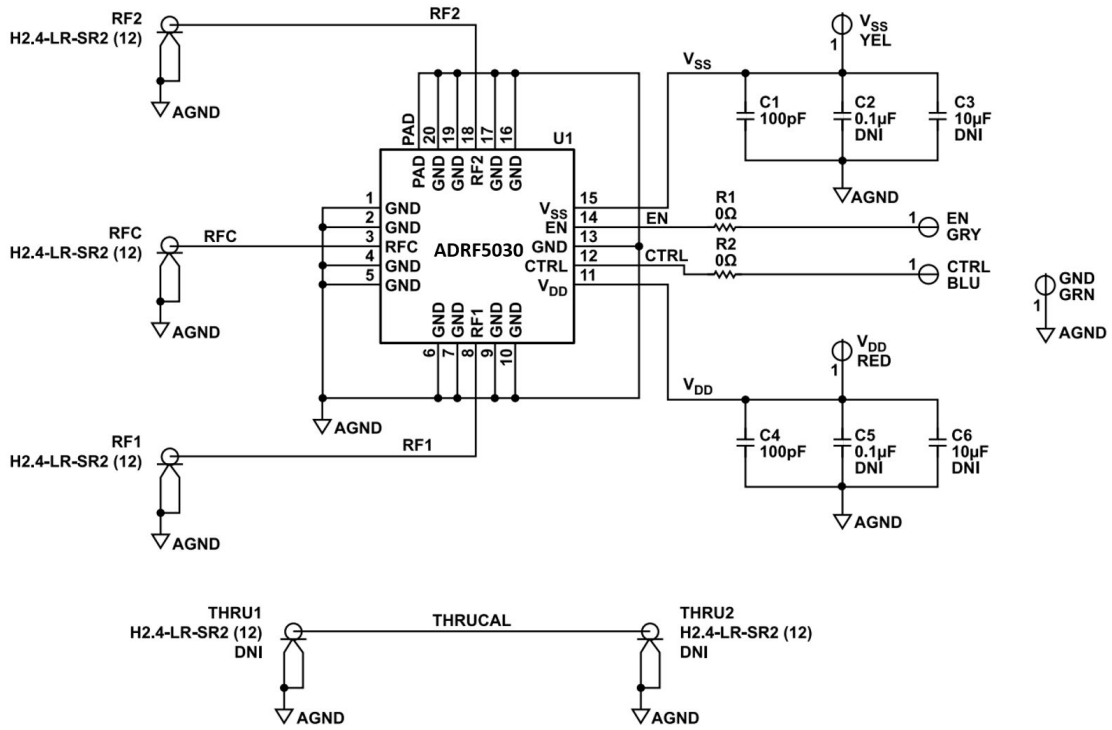 RF2
H2.4-LR-SR2 (12)
AGND
RF2
VSS
VSS
YEL
1
C1
100pF
C2
0.1µF
DNI
C3
10µF
DNI
AGND
PAD
20
19
18
17
16
U1
PAD
GND
GND
RF2
GND
GND
1
GND
2
GND
3
RFC
4
GND
5
GND
ADRF5030
15
VSS
14
EN
13
GND
12
CTRL
11
VDD
GND
GND
RF1
GND
GND
6
7
8
9
10
RFC
H2.4-LR-SR2 (12)
RFC
AGND
EN
R1
0Ω
1
EN
GRY
CTRL
R2
0Ω
1
CTRL
BLU
GND
GRN
1
AGND
VDD
RED
1
VDD
C4
100pF
C5
0.1µF
DNI
C6
10µF
DNI
AGND
AGND
RF1
H2.4-LR-SR2 (12)
RF1
AGND
THRU1
H2.4-LR-SR2 (12)
DNI
THRUCAL
THRU2
H2.4-LR-SR2 (12)
DNI
AGND
AGND